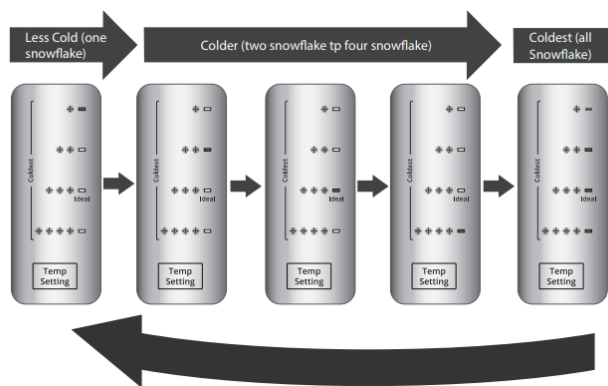 Less Cold (one
snowflake)
Colder (two snowflake tp four snowflake)
Coldest (all
Snowflake)
Coldest
Ideal
Temp
Setting
Coldest
Ideal
Temp
Setting
Coldest
Ideal
Temp
Setting
Coldest
Ideal
Temp
Setting
Coldest
Ideal
Temp
Setting